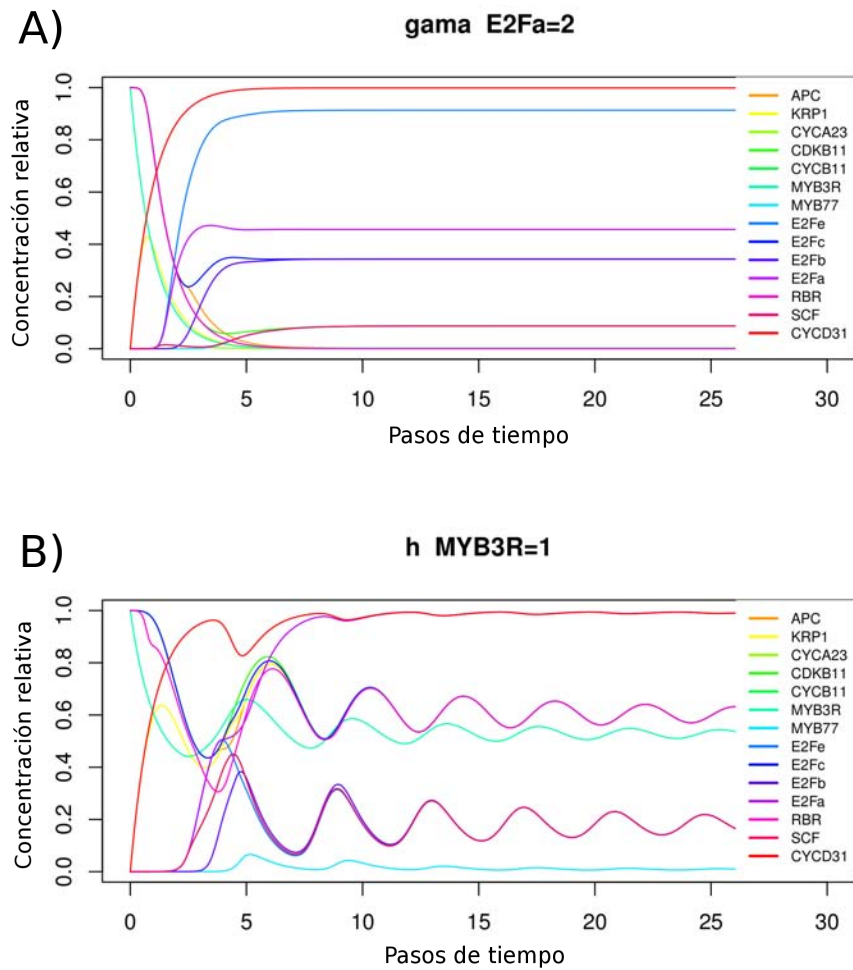 A)
gama E2Fa=2
Concentración relativa
1.0
0.8
0.6
0.4
0.2
0.0
0 5 10 15 20 25 30
Pasos de tiempo
APC
KRP1
CYCA23
CDKB11
CYCB11
MYB3R
MYB77
E2Fe
E2Fc
E2Fb
E2Fa
RBR
SCF
CYCD31
B)
h MYB3R=1
Concentración relativa
1.0
0.8
0.6
0.4
0.2
0.0
0 5 10 15 20 25 30
Pasos de tiempo
APC
KRP1
CYCA23
CDKB11
CYCB11
MYB3R
MYB77
E2Fe
E2Fc
E2Fb
E2Fa
RBR
SCF
CYCD31